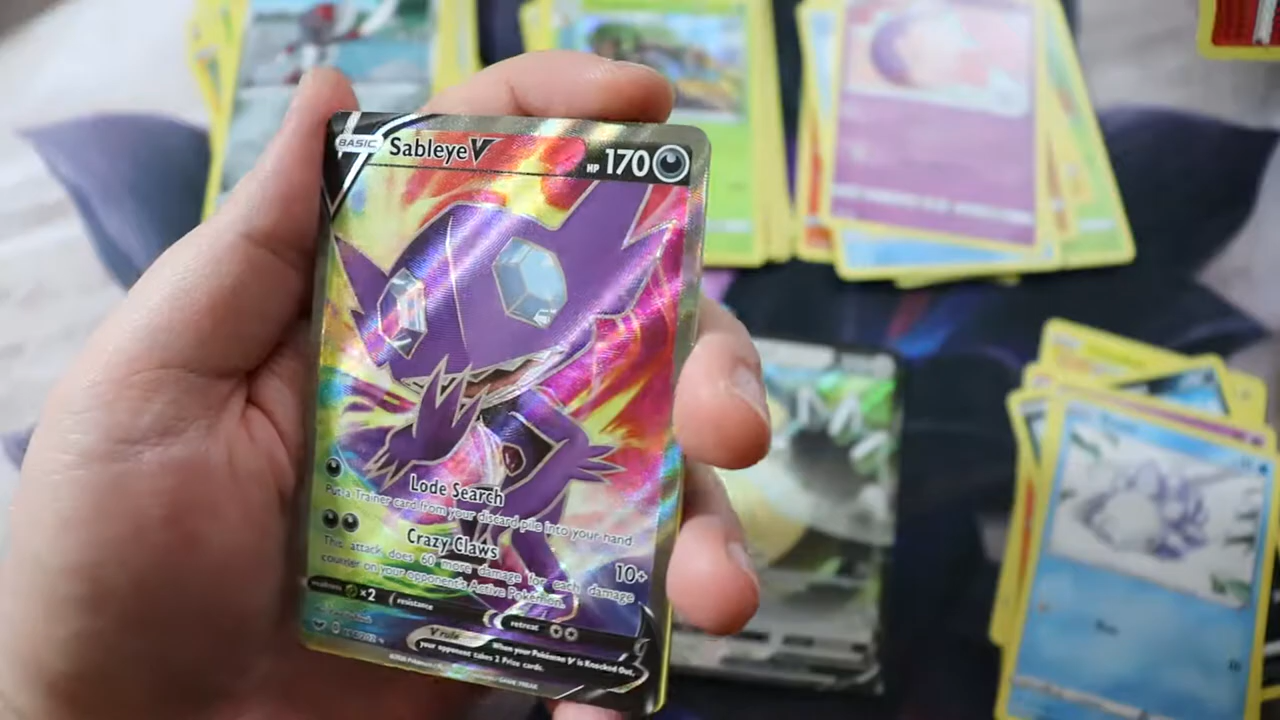 BASIC Sableye V HP 170
Lode Search
Put a Trainer card from your discard pile into your hand
Crazy Claws 10+
This attack does 60 more damage for each damage
counter on your opponent's Active Pokémon.
weakness ×2 resistance
retreat
V rule When your Pokémon V is Knocked Out,
your opponent takes 2 Prize cards.